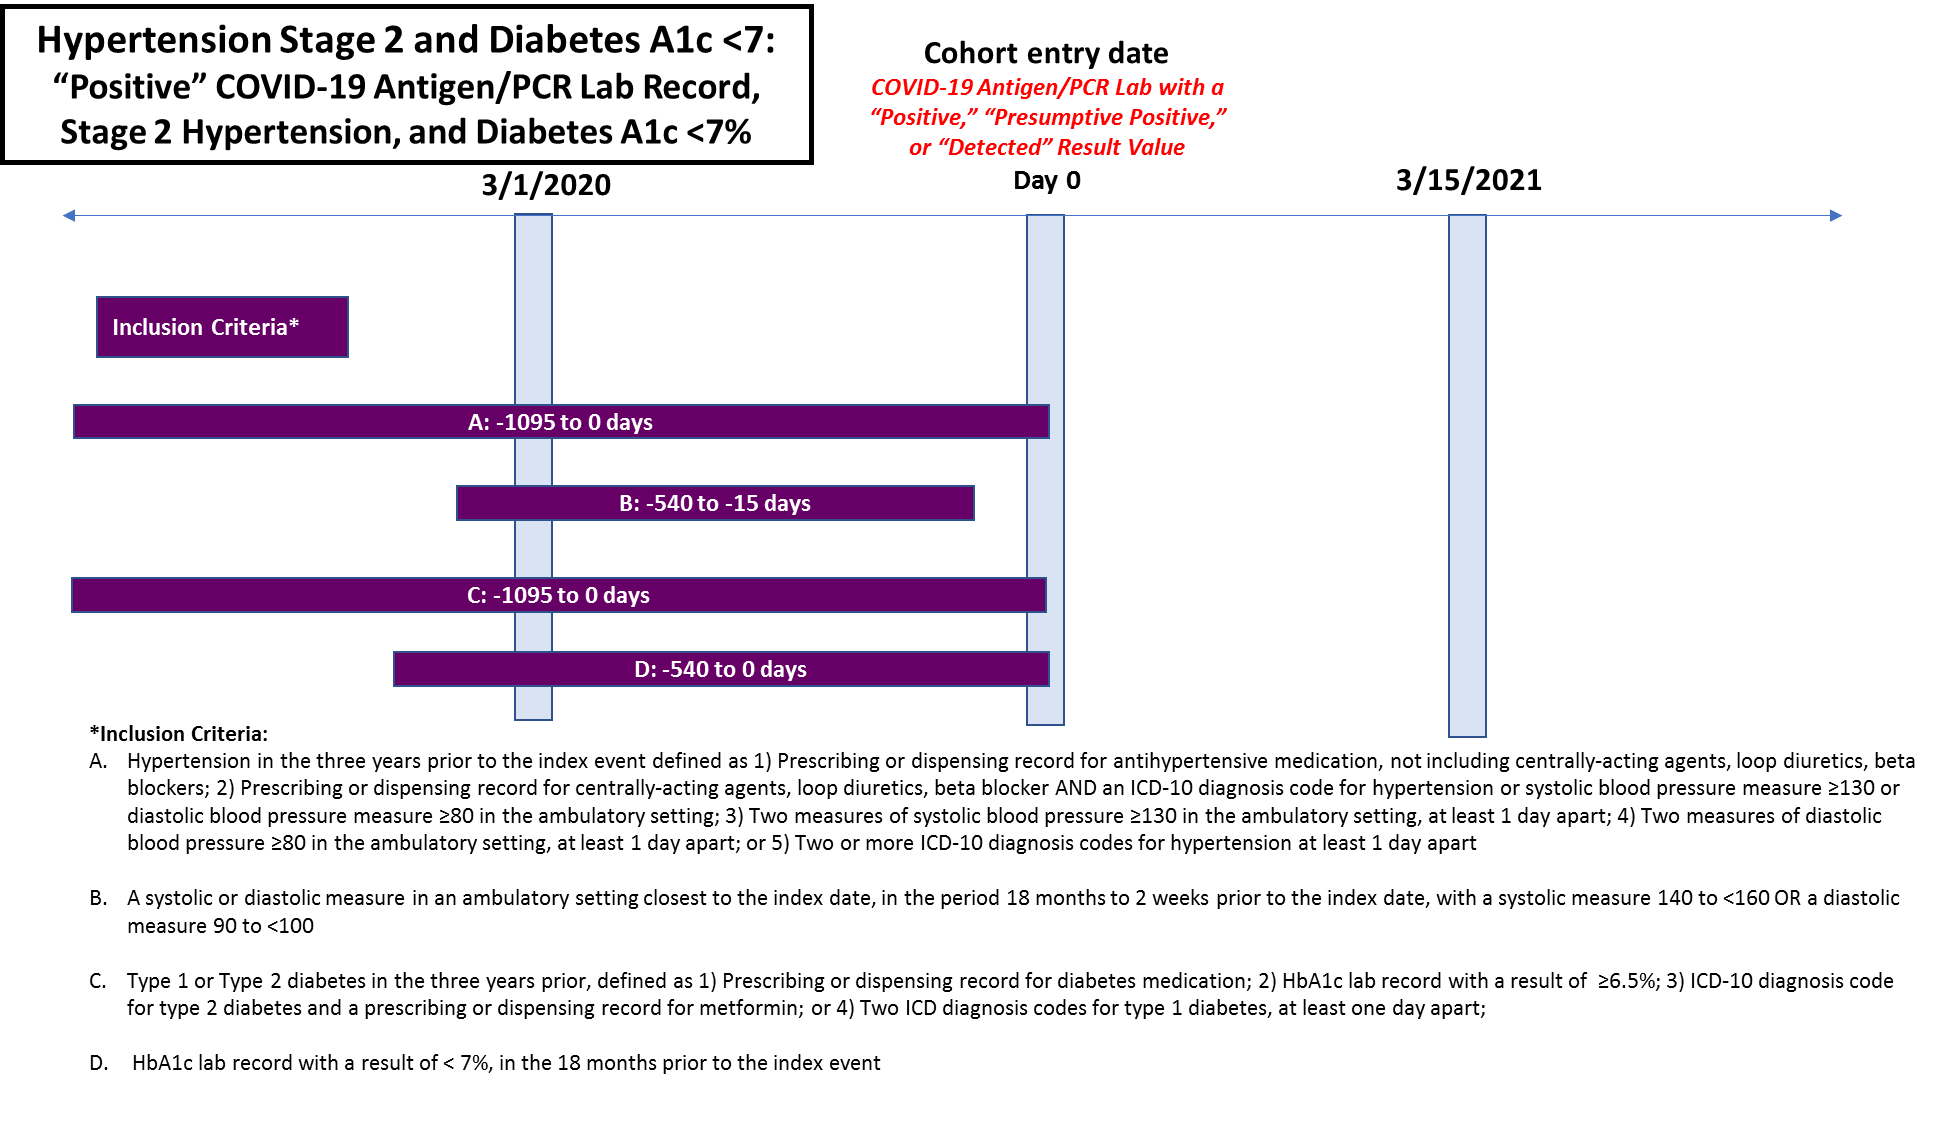 Hypertension Stage 2 and Diabetes A1c <7:
“Positive” COVID-19 Antigen/PCR Lab Record,
Stage 2 Hypertension, and Diabetes A1c <7%
Cohort entry date
COVID-19 Antigen/PCR Lab with a
“Positive,” “Presumptive Positive,”
or “Detected” Result Value
3/1/2020
Day 0
3/15/2021
Inclusion Criteria*
A: -1095 to 0 days
B: -540 to -15 days
C: -1095 to 0 days
D: -540 to 0 days
*Inclusion Criteria:
A. Hypertension in the three years prior to the index event defined as 1) Prescribing or dispensing record for antihypertensive medication, not including centrally-acting agents, loop diuretics, beta
blockers; 2) Prescribing or dispensing record for centrally-acting agents, loop diuretics, beta blocker AND an ICD-10 diagnosis code for hypertension or systolic blood pressure measure ≥130 or
diastolic blood pressure measure ≥80 in the ambulatory setting; 3) Two measures of systolic blood pressure ≥130 in the ambulatory setting, at least 1 day apart; 4) Two measures of diastolic
blood pressure ≥80 in the ambulatory setting, at least 1 day apart; or 5) Two or more ICD-10 diagnosis codes for hypertension at least 1 day apart
B. A systolic or diastolic measure in an ambulatory setting closest to the index date, in the period 18 months to 2 weeks prior to the index date, with a systolic measure 140 to <160 OR a diastolic
measure 90 to <100
C. Type 1 or Type 2 diabetes in the three years prior, defined as 1) Prescribing or dispensing record for diabetes medication; 2) HbA1c lab record with a result of ≥6.5%; 3) ICD-10 diagnosis code
for type 2 diabetes and a prescribing or dispensing record for metformin; or 4) Two ICD diagnosis codes for type 1 diabetes, at least one day apart;
D. HbA1c lab record with a result of < 7%, in the 18 months prior to the index event